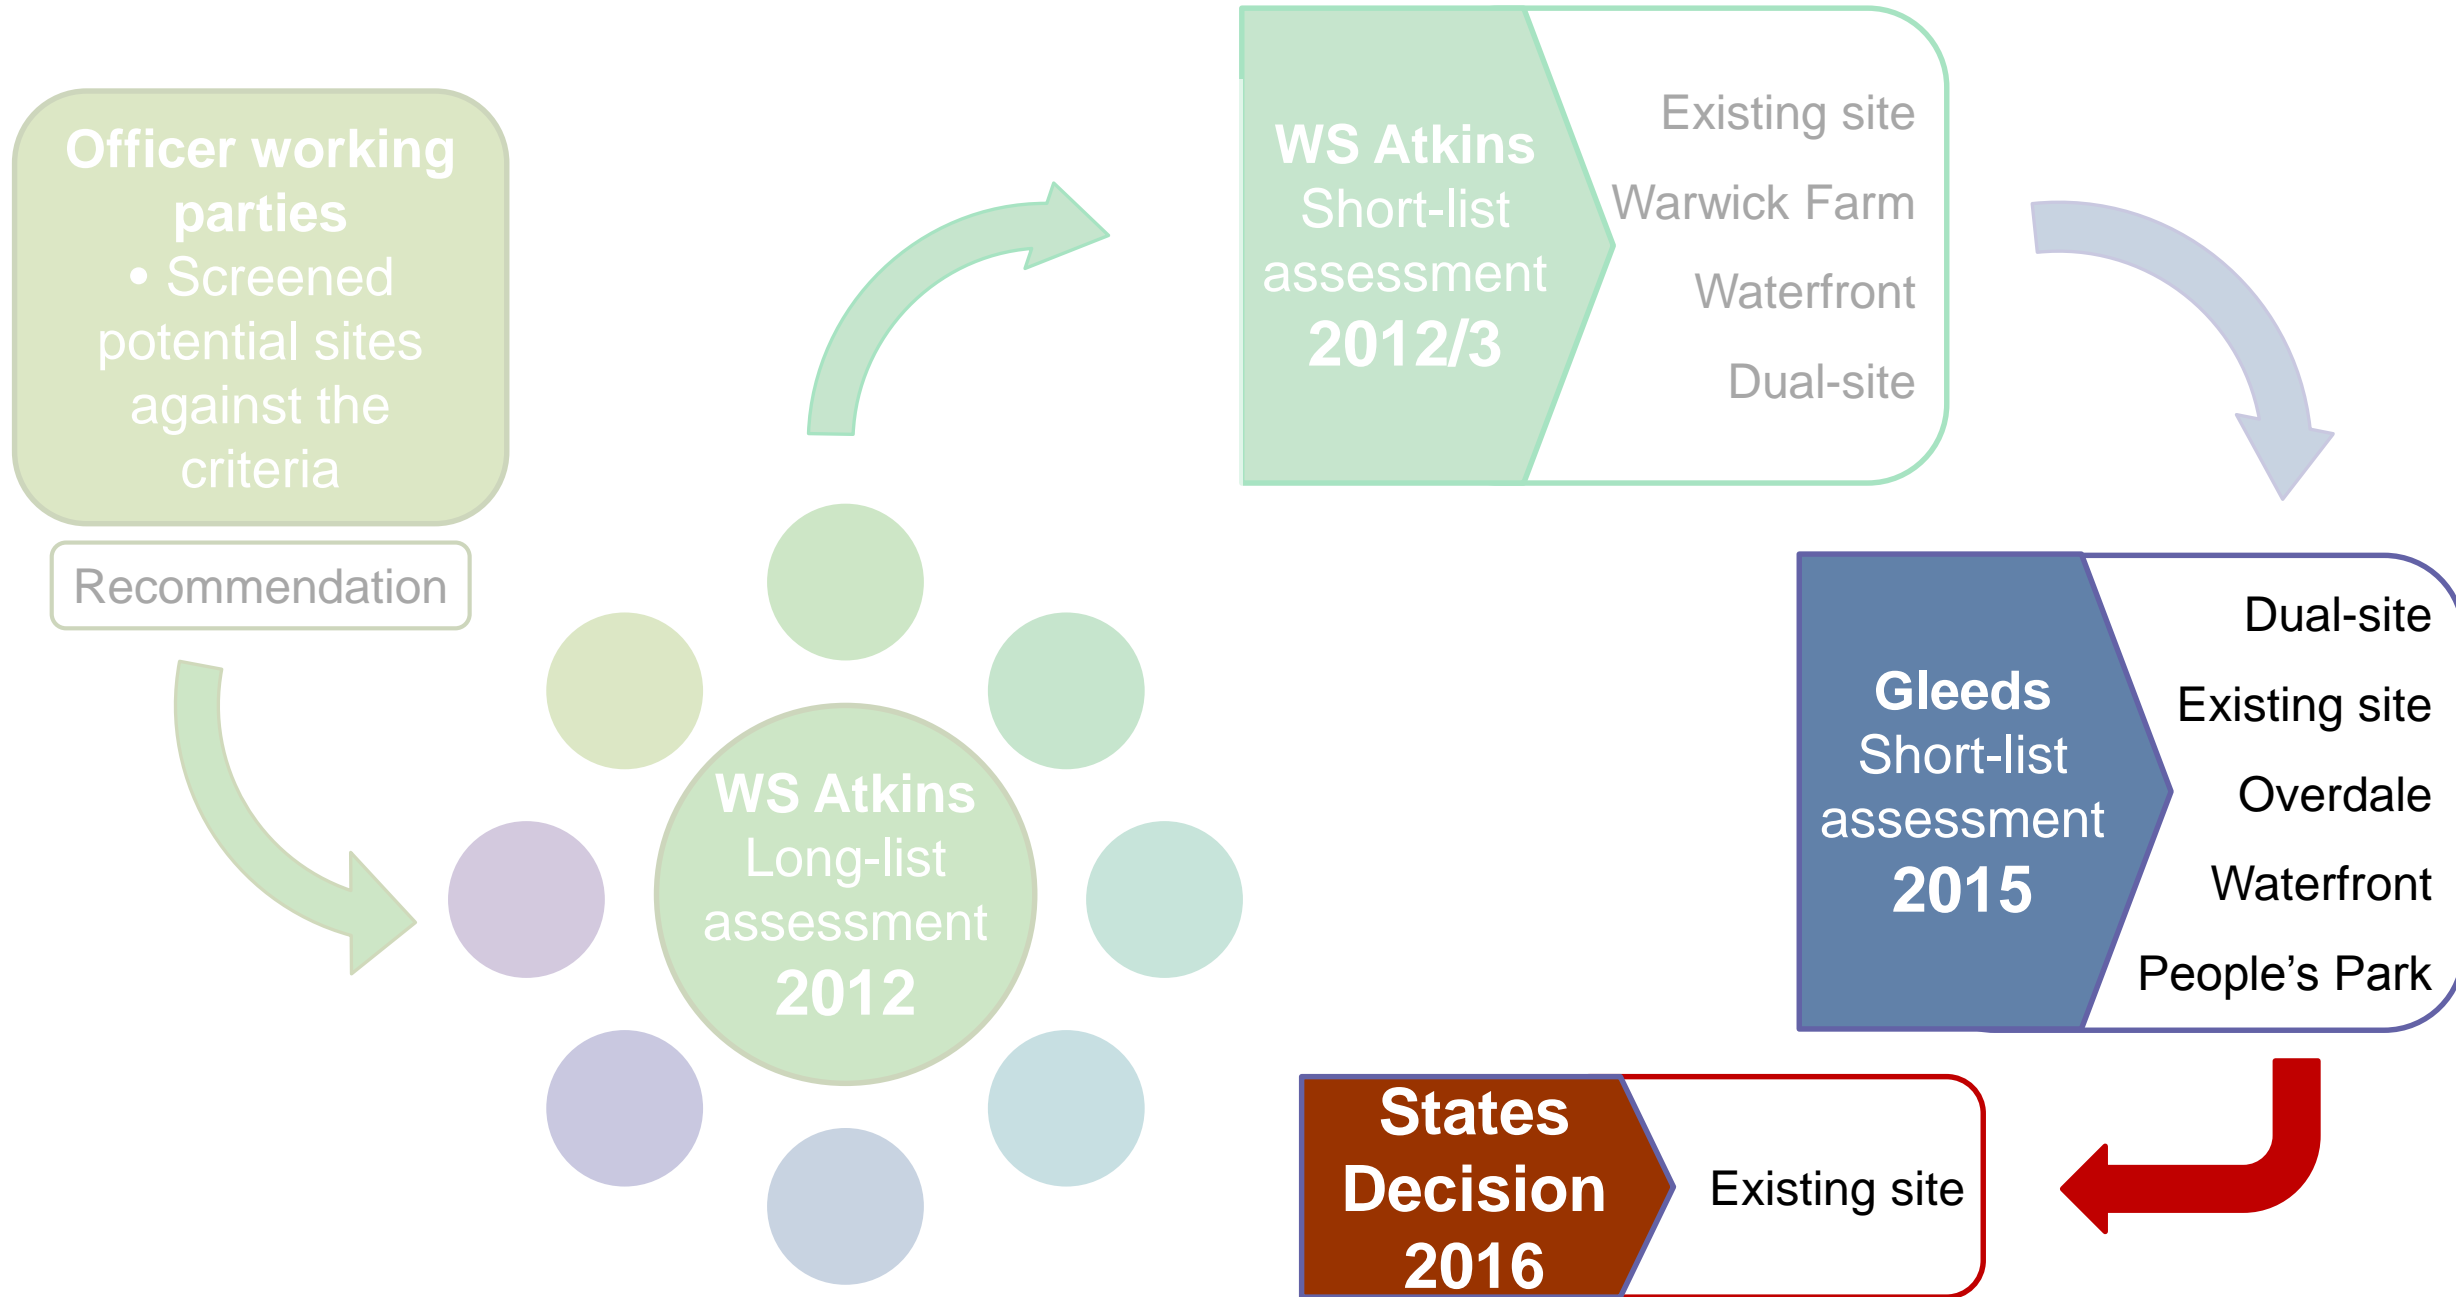 Officer working
parties
• Screened
potential sites
against the
criteria
Recommendation
WS Atkins
Long-list
assessment
2012
WS Atkins
Short-list
assessment
2012/3
Existing site
Warwick Farm
Waterfront
Dual-site
Gleeds
Short-list
assessment
2015
Dual-site
Existing site
Overdale
Waterfront
People’s Park
States
Decision
2016
Existing site